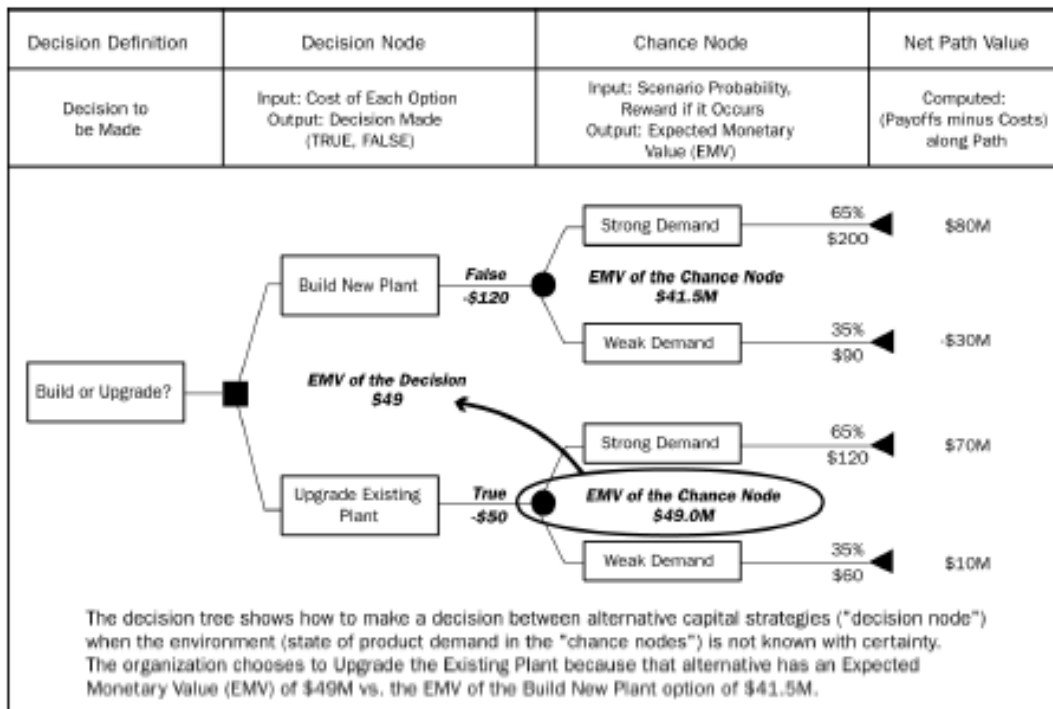 Decision Definition
Decision Node
Chance Node
Net Path Value
Decision to
be Made
Input: Cost of Each Option
Output: Decision Made
(TRUE, FALSE)
Input: Scenario Probability,
Reward if it Occurs
Output: Expected Monetary
Value (EMV)
Computed:
(Payoffs minus Costs)
along Path
Build or Upgrade?
Build New Plant
False
-$120
Strong Demand
65%
$200
$80M
EMV of the Chance Node
$41.5M
Weak Demand
35%
$90
-$30M
EMV of the Decision
$49
Upgrade Existing
Plant
True
-$50
Strong Demand
65%
$120
$70M
EMV of the Chance Node
$49.0M
Weak Demand
35%
$60
$10M
The decision tree shows how to make a decision between alternative capital strategies ("decision node")
when the environment (state of product demand in the "chance nodes") is not known with certainty.
The organization chooses to Upgrade the Existing Plant because that alternative has an Expected
Monetary Value (EMV) of $49M vs. the EMV of the Build New Plant option of $41.5M.